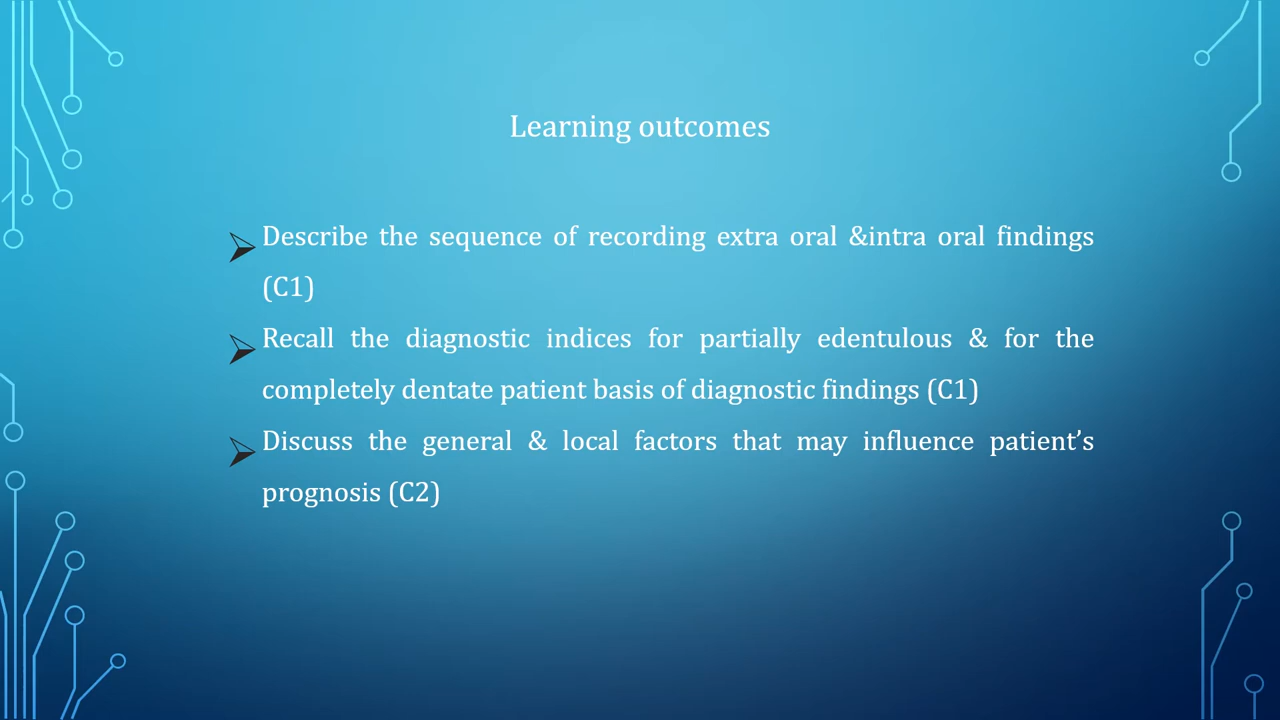 Learning outcomes
Describe the sequence of recording extra oral &intra oral findings
(C1)
Recall the diagnostic indices for partially edentulous & for the
completely dentate patient basis of diagnostic findings (C1)
Discuss the general & local factors that may influence patient’s
prognosis (C2)